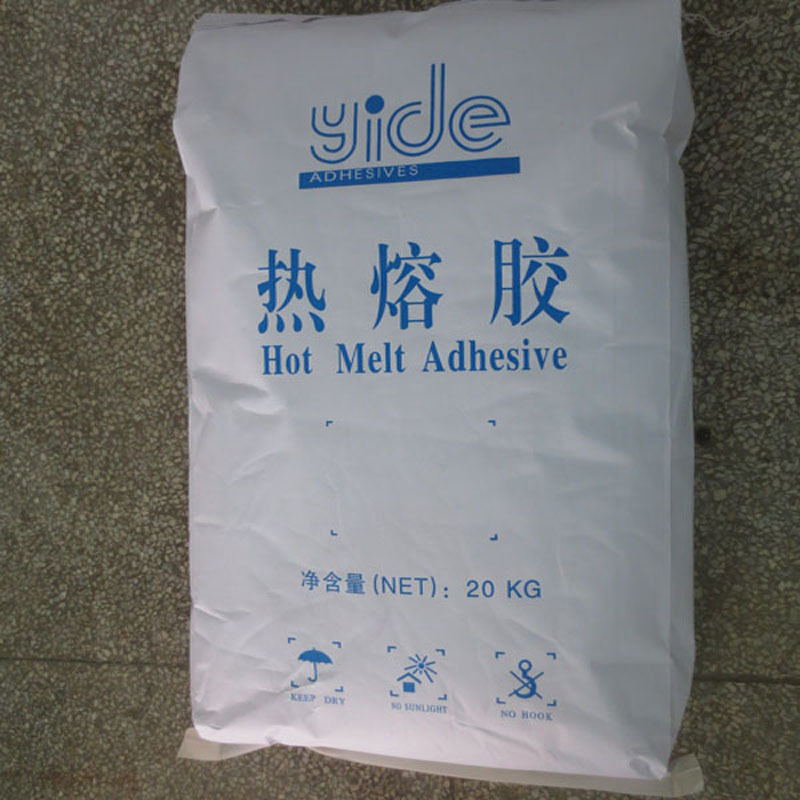 yide
ADHESIVES
热熔胶
Hot Melt Adhesive
净含量(NET): 20 KG
KEEP DRY
NO SUNLIGHT
NO HOOK